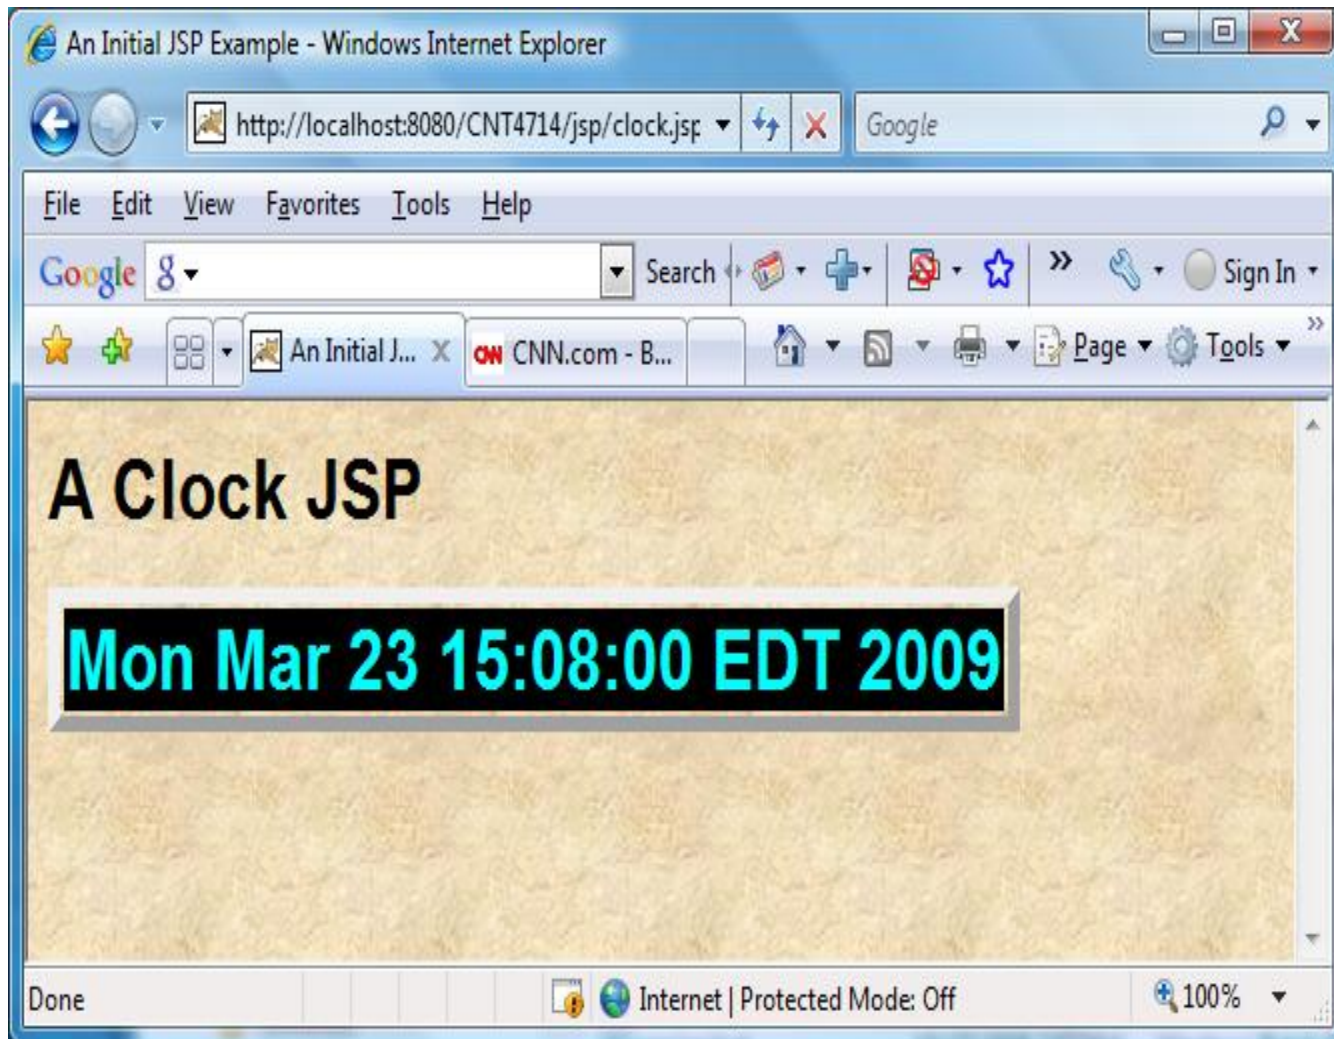 An Initial JSP Example - Windows Internet Explorer
http://localhost:8080/CNT4714/jsp/clock.jsp
Google
File Edit View Favorites Tools Help
Google g Search Sign In
An Initial J... CNN.com - B... Page Tools
A Clock JSP
Mon Mar 23 15:08:00 EDT 2009
Done Internet | Protected Mode: Off 100%